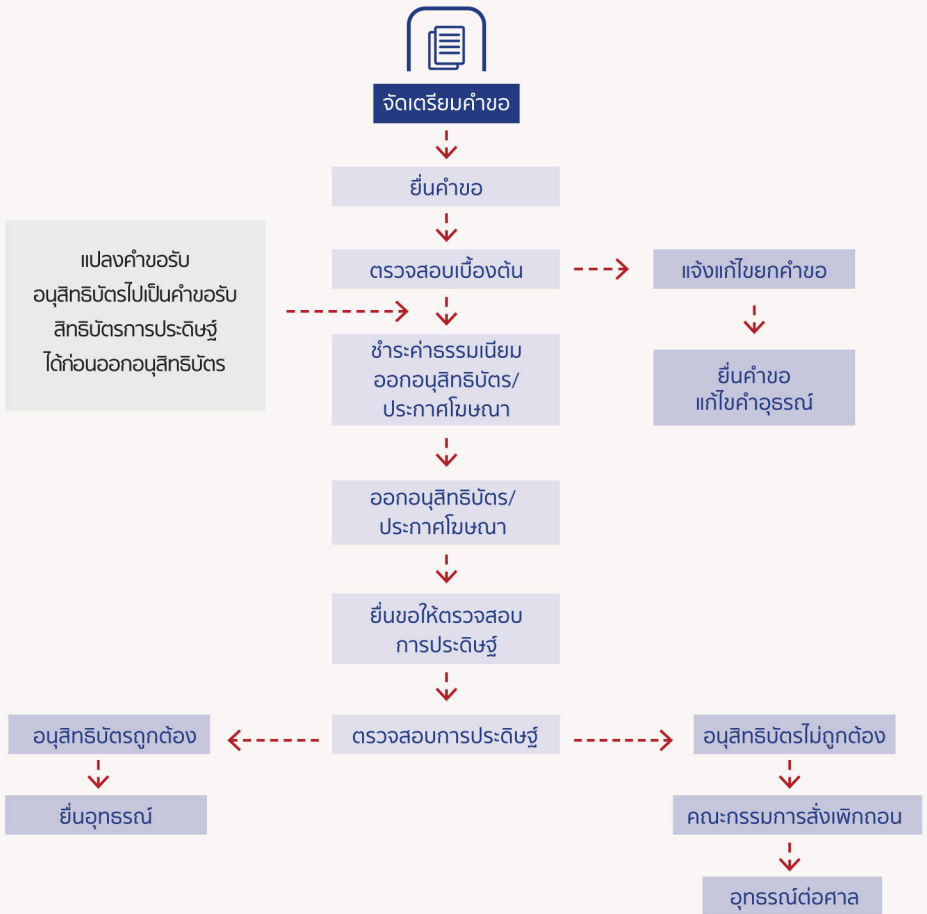 จัดเตรียมคำขอ
ยื่นคำขอ
ตรวจสอบเบื้องต้น
แจ้งแก้ไขยกคำขอ
แปลงคำขอรับ
อนุสิทธิบัตรไปเป็นคำขอรับ
สิทธิบัตรการประดิษฐ์
ได้ก่อนออกอนุสิทธิบัตร
ชำระค่าธรรมเนียม
ออกอนุสิทธิบัตร/
ประกาศโฆษณา
ยื่นคำขอ
แก้ไขคำอุธรณ์
ออกอนุสิทธิบัตร/
ประกาศโฆษณา
ยื่นขอให้ตรวจสอบ
การประดิษฐ์
อนุสิทธิบัตรถูกต้อง
ตรวจสอบการประดิษฐ์
อนุสิทธิบัตรไม่ถูกต้อง
ยื่นอุทธรณ์
คณะกรรมการสั่งเพิกถอน
อุทธรณ์ต่อศาล